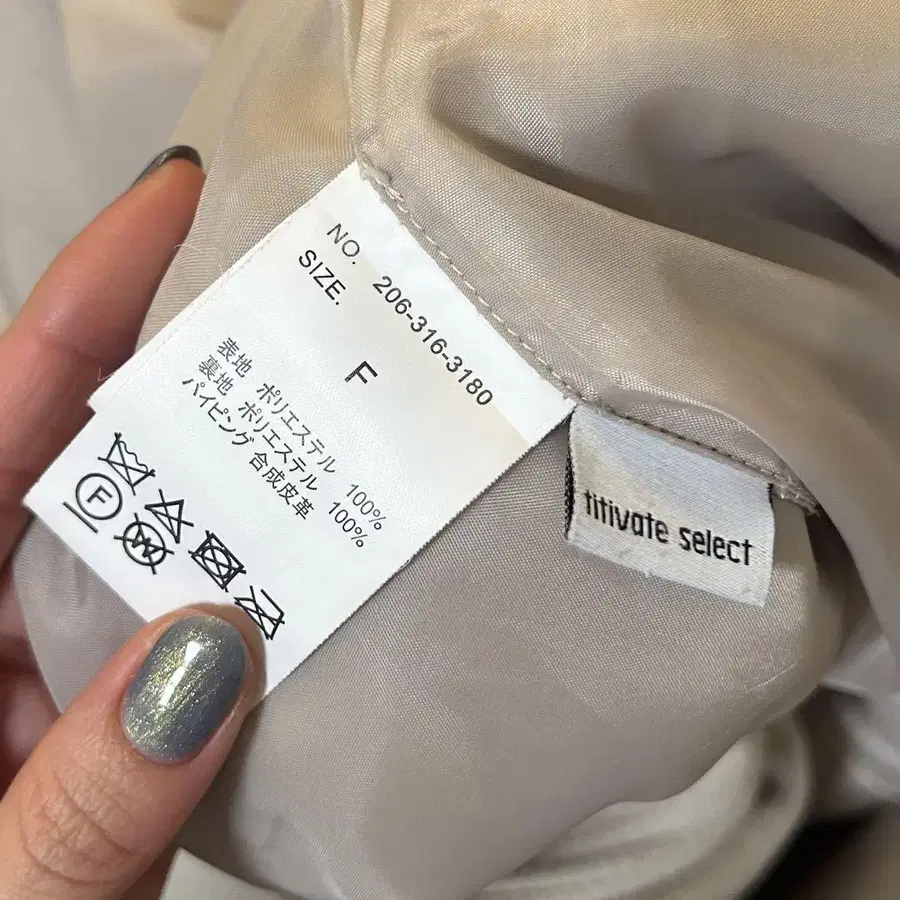 NO. 206-316-3180
SIZE. F
表地 ポリエステル 100%
裏地 ポリエステル 100%
パイピング 合成皮革
F
W
titivate select